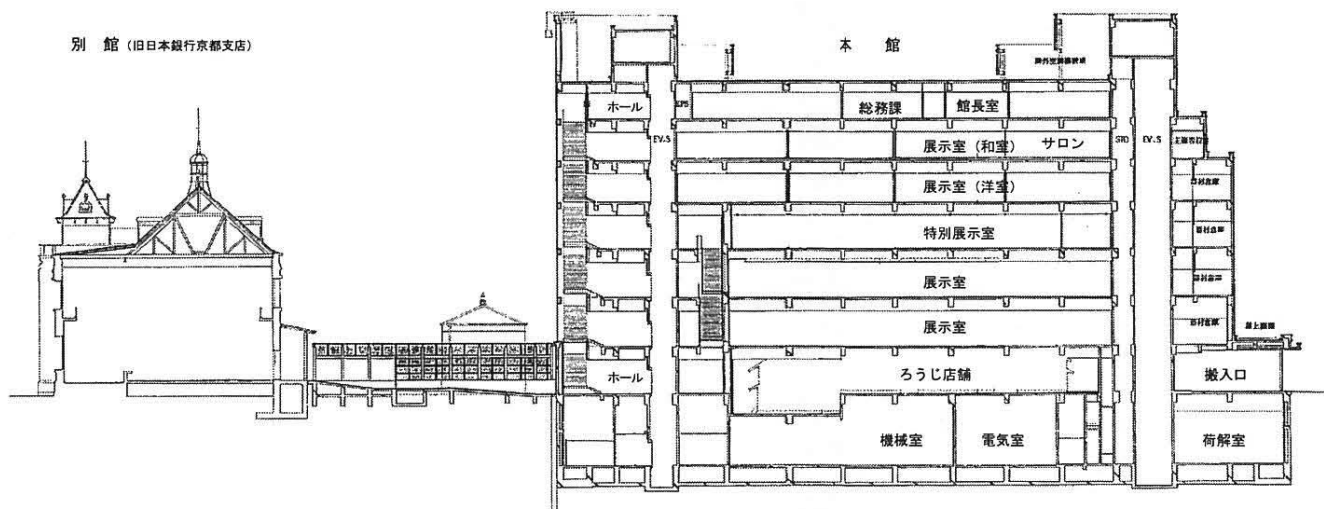 別 館 (旧日本銀行京都支店)
本 館
ホール
総務課
館長室
EV.S
展示室 (和室)
サロン
EV.S
展示室 (洋室)
特別展示室
展示室
展示室
ホール
ろうじ店舗
搬入口
機械室
電気室
荷解室